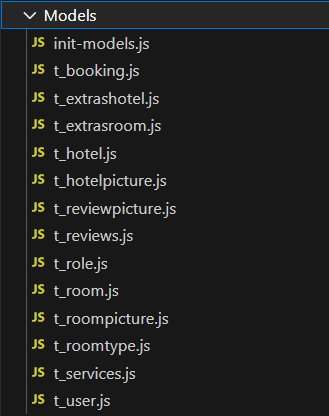 Models
JS init-models.js
JS t_booking.js
JS t_extrashotel.js
JS t_extrasroom.js
JS t_hotel.js
JS t_hotelpicture.js
JS t_reviewpicture.js
JS t_reviews.js
JS t_role.js
JS t_room.js
JS t_roompicture.js
JS t_roomtype.js
JS t_services.js
JS t_user.js